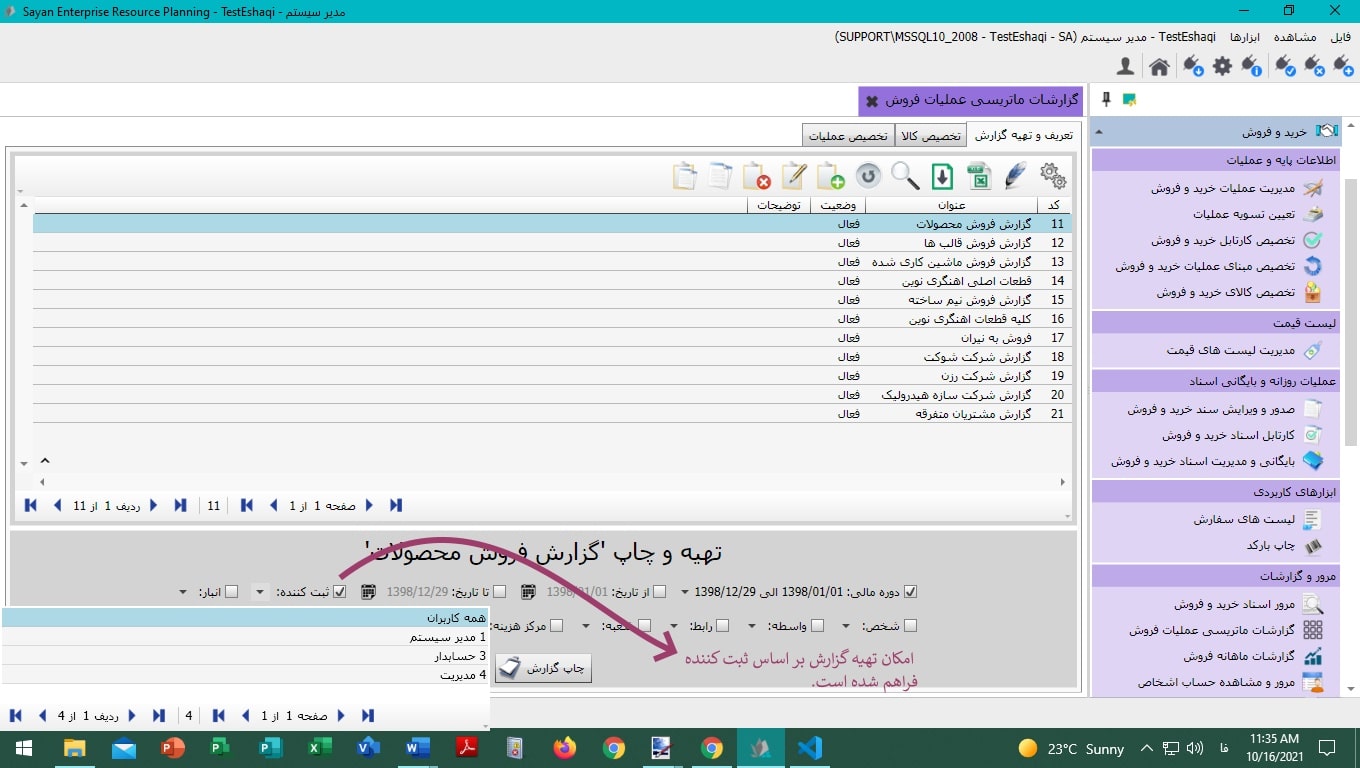 Sayan Enterprise Resource Planning - TestEshaqi - مدیر سیستم
فایل مشاهده ابزارها TestEshaqi - مدیر سیستم (SUPPORT\MSSQL10_2008 - TestEshaqi - SA)
گزارشات ماتریسی عملیات فروش
خرید و فروش
اطلاعات پایه و عملیات
مدیریت عملیات خرید و فروش
تعیین تسویه عملیات
تخصیص کارتابل خرید و فروش
تخصیص مبنای عملیات خرید و فروش
تخصیص کالای خرید و فروش
لیست قیمت
مدیریت لیست های قیمت
عملیات روزانه و بایگانی اسناد
صدور و ویرایش سند خرید و فروش
کارتابل اسناد خرید و فروش
بایگانی و مدیریت اسناد خرید و فروش
ابزارهای کاربردی
لیست های سفارش
چاپ بارکد
مرور و گزارشات
مرور اسناد خرید و فروش
گزارشات ماتریسی عملیات فروش
گزارشات ماهانه فروش
مرور و مشاهده حساب اشخاص
تعریف و تهیه گزارش تخصیص کالا تخصیص عملیات
کد عنوان وضعیت توضیحات
11 گزارش فروش محصولات فعال
12 گزارش فروش قالب ها فعال
13 گزارش فروش ماشین کاری شده فعال
14 قطعات اصلی اهنگری نوین فعال
15 گزارش فروش نیم ساخته فعال
16 کلیه قطعات اهنگری نوین فعال
17 فروش به نیران فعال
18 گزارش شرکت شوکت فعال
19 گزارش شرکت رزن فعال
20 گزارش شرکت سازه هیدرولیک فعال
21 گزارش مشتریان متفرقه فعال
صفحه 1 از 1 11 ردیف 1 از 11
تهیه و چاپ 'گزارش فروش محصولات'
دوره مالی: 1398/01/01 الی 1398/12/29 از تاریخ: 1398/01/01 تا تاریخ: 1398/12/29 ثبت کننده: انبار:
شخص: واسطه: رابط: شعبه: مرکز هزینه:
امکان تهیه گزارش بر اساس ثبت کننده
فراهم شده است.
چاپ گزارش
همه کاربران
1 مدیر سیستم
3 حسابدار
4 مدیریت
صفحه 1 از 1 4 ردیف 1 از 4
23°C Sunny فا 11:35 AM
10/16/2021